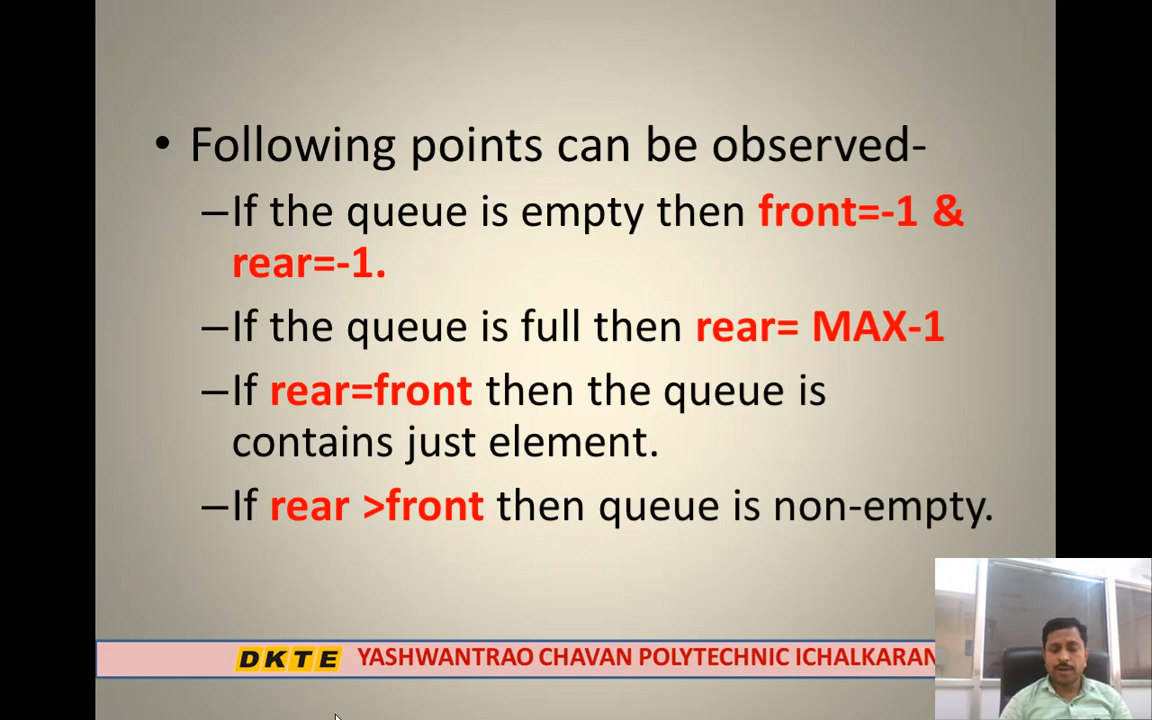 • Following points can be observed-
–If the queue is empty then front=-1 &
rear=-1.
–If the queue is full then rear= MAX-1
–If rear=front then the queue is
contains just element.
–If rear >front then queue is non-empty.
DKTE YASHWANTRAO CHAVAN POLYTECHNIC ICHALKARAN